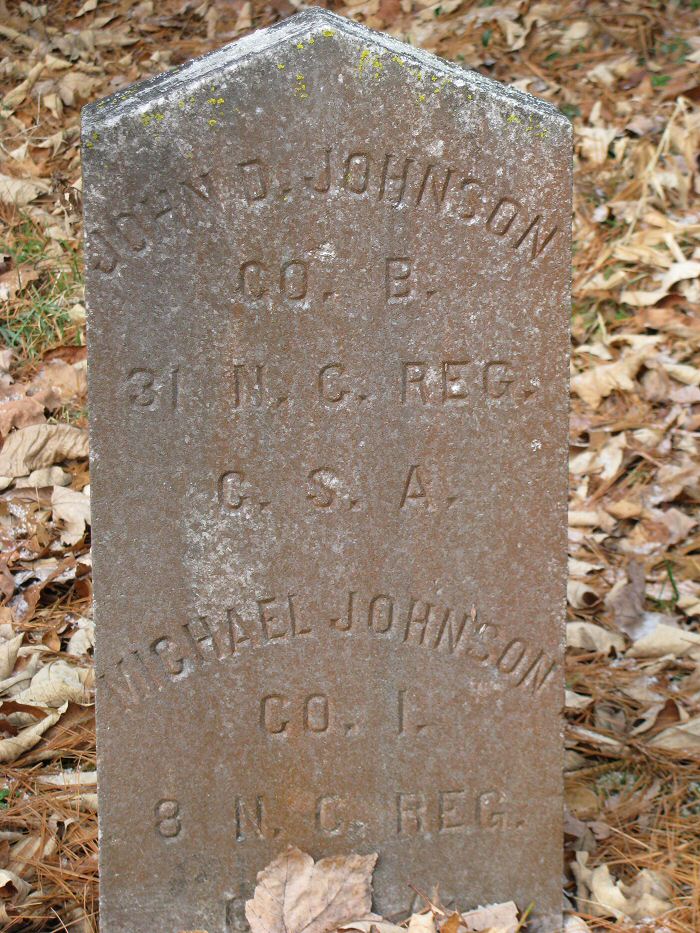 JOHN D. JOHNSON
CO. B.
31 N. C. REG.
C. S. A.
MICHAEL JOHNSON
CO. I.
8 N. C. REG.